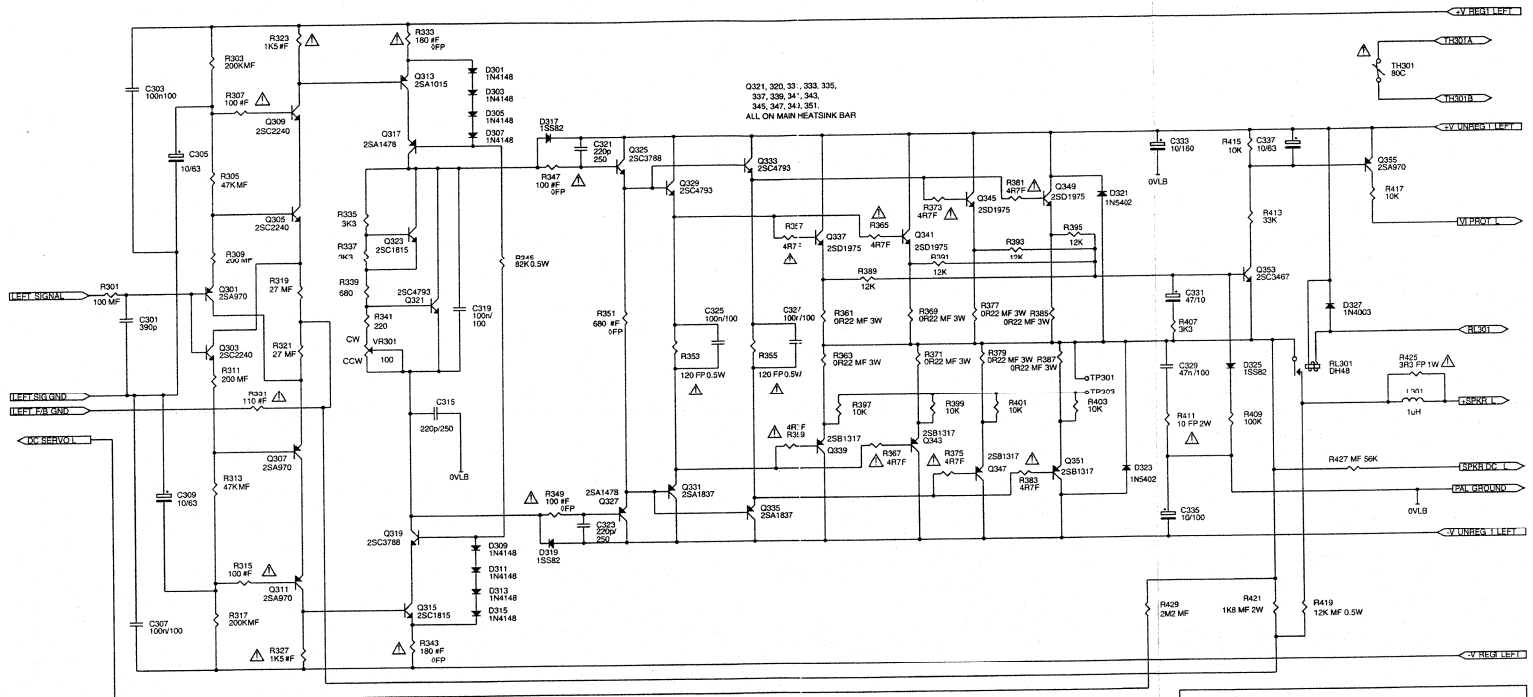 +V REG1 LEFT
R323
1K5 #F
R333
180 #F
0FP
TH301A
TH301
80C
TH301B
R303
200KMF
C303
100n100
R307
100 #F
Q309
2SC2240
Q313
2SA1015
D301
1N4148
D303
1N4148
D305
1N4148
D307
1N4148
ALL ON MAIN HEATSINK BAR
C305
10/63
R305
47K MF
Q317
2SA1478
D317
1SS82
C321
220p
250
R347
100 #F
0FP
Q325
2SC3788
Q329
2SC4793
Q333
2SC4793
C333
10/160
0VLB
R415
10K
C337
10/63
+V UNREG 1 LEFT
Q355
2SA970
R417
10K
VI PROT L
Q305
2SC2240
R335
3K3
R337
3K3
Q323
2SC1815
R339
680
2SC4793
Q321
R341
220
CW
VR301
100
CCW
C319
100n/
100
82K 0.5W
R373
4R7F
Q345
2SD1975
R381
4R7F
Q349
2SD1975
D321
1N5402
R413
33K
Q337
2SD1975
R365
4R7F
Q341
2SD1975
R395
12K
R393
12K
R391
12K
R389
12K
Q353
2SC3467
R309
200 MF
LEFT SIGNAL
R301
100 MF
Q301
2SA970
C301
390p
R319
27 MF
Q303
2SC2240
R321
27 MF
R311
200 MF
R351
680 #F
0FP
C325
100n/100
R353
120 FP 0.5W
R355
120 FP 0.5W
R361
0R22 MF 3W
R369
0R22 MF 3W
R377
0R22 MF 3W
R385
0R22 MF 3W
R363
0R22 MF 3W
R371
0R22 MF 3W
R379
0R22 MF 3W
R387
0R22 MF 3W
C331
47/10
R407
3K3
D327
1N4003
RL301
C329
47n /100
D325
1SS82
RL301
DH48
R425
3R3 FP 1W
1uH
+SPKR L
TP301
LEFT SIG GND
LEFT F/B GND
110 #F
DC SERVO L
C315
220p/250
0VLB
R397
10K
R399
10K
R401
10K
R403
10K
R411
10 FP 2W
R409
100K
Q307
2SA970
R313
47K MF
C309
10/63
2SB1317
Q339
R367
4R7F
2SB1317
Q343
R375
4R7F
2SB1317
Q347
R383
4R7F
Q351
2SB1317
D323
1N5402
R427 MF 56K
SPKR DC L
PAL GROUND
0VLB
C335
10/100
-V UNREG 1 LEFT
R349
100 #F
0FP
2SA1478
Q327
Q331
2SA1837
Q335
2SA1837
C323
220p/
250
D319
1SS82
Q319
2SC3788
D309
1N4148
D311
1N4148
D313
1N4148
D315
1N4148
R315
100 #F
Q311
2SA970
R317
200KMF
C307
100n/100
R327
1K5 #F
Q315
2SC1815
R343
180 #F
0FP
R429
2M2 MF
R421
1K8 MF 2W
R419
12K MF 0.5W
-V REG1 LEFT